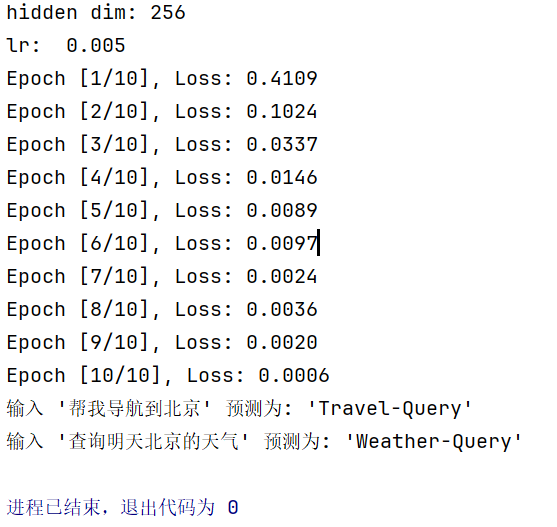 hidden dim: 256
lr:  0.005
Epoch [1/10], Loss: 0.4109
Epoch [2/10], Loss: 0.1024
Epoch [3/10], Loss: 0.0337
Epoch [4/10], Loss: 0.0146
Epoch [5/10], Loss: 0.0089
Epoch [6/10], Loss: 0.0097
Epoch [7/10], Loss: 0.0024
Epoch [8/10], Loss: 0.0036
Epoch [9/10], Loss: 0.0020
Epoch [10/10], Loss: 0.0006
输入 '帮我导航到北京' 预测为: 'Travel-Query'
输入 '查询明天北京的天气' 预测为: 'Weather-Query'
进程已结束，退出代码为 0